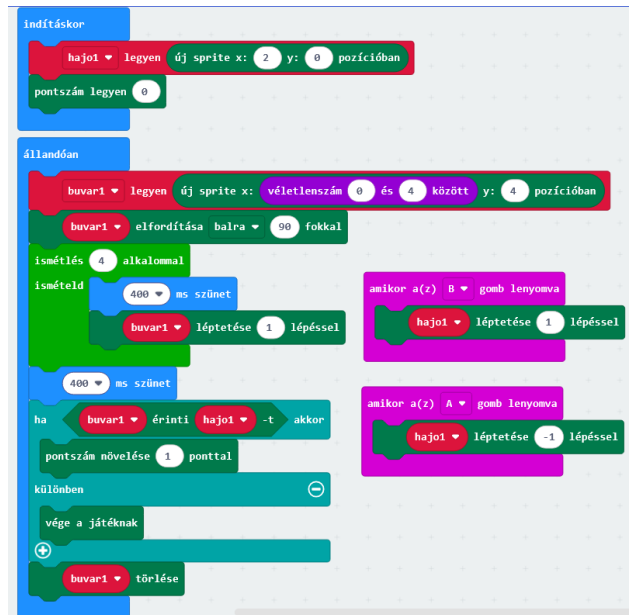 indításkor
hajo1 legyen új sprite x: 2 y: 0 pozícióban
pontszám legyen 0
állandóan
buvar1 legyen új sprite x: véletlenszám 0 és 4 között y: 4 pozícióban
buvar1 elfordítása balra 90 fokkal
ismétlés 4 alkalommal
ismételd
400 ms szünet
buvar1 léptetése 1 lépéssel
400 ms szünet
ha buvar1 érinti hajo1 -t akkor
pontszám növelése 1 ponttal
különben
vége a játéknak
buvar1 törlése
amikor a(z) B gomb lenyomva
hajo1 léptetése 1 lépéssel
amikor a(z) A gomb lenyomva
hajo1 léptetése -1 lépéssel